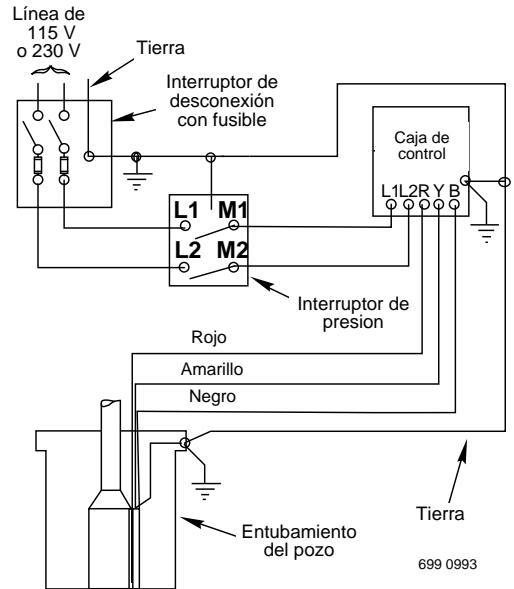 Línea de
115 V
o 230 V
Tierra
Interruptor de
desconexión
con fusible
Caja de
control
L1 L2 R Y B
L1 M1
L2 M2
Interruptor de
presion
Rojo
Amarillo
Negro
Entubamiento
del pozo
Tierra
699 0993